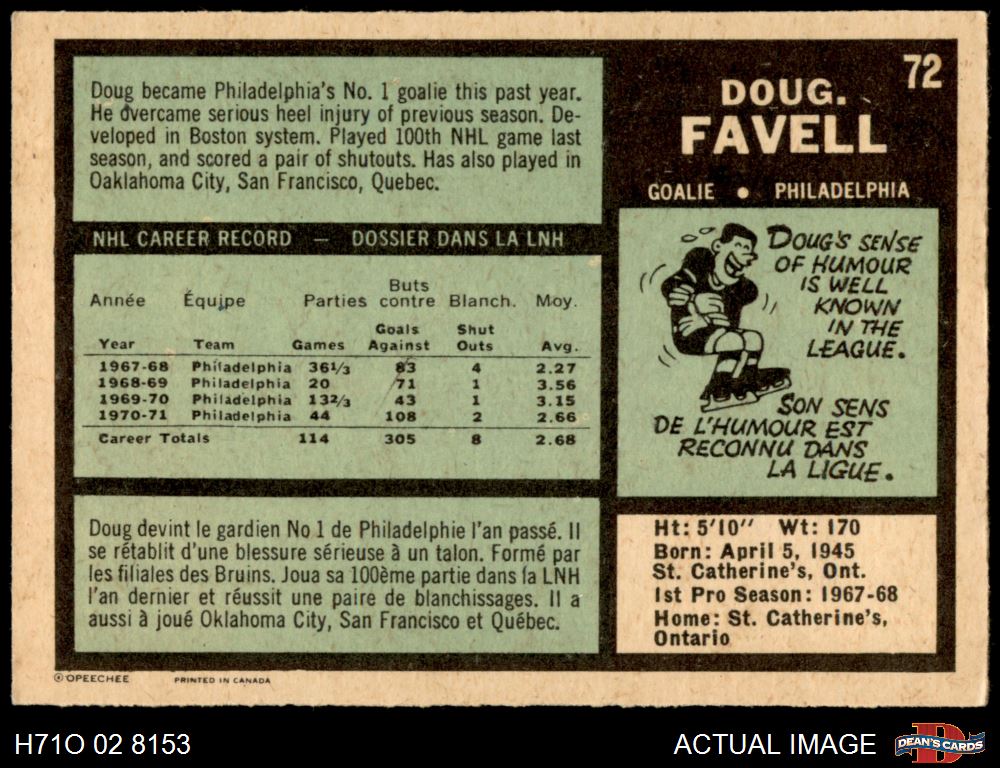 72
DOUG.
FAVELL
GOALIE • PHILADELPHIA
Doug became Philadelphia's No. 1 goalie this past year.
He overcame serious heel injury of previous season. De-
veloped in Boston system. Played 100th NHL game last
season, and scored a pair of shutouts. Has also played in
Oaklahoma City, San Francisco, Quebec.
NHL CAREER RECORD — DOSSIER DANS LA LNH
Année Équipe Parties Buts contre Blanch. Moy.
Year Team Games Goals Against Shut Outs Avg.
1967-68 Philadelphia 36 1/3 83 4 2.27
1968-69 Philadelphia 20 71 1 3.56
1969-70 Philadelphia 13 2/3 43 1 3.15
1970-71 Philadelphia 44 108 2 2.66
Career Totals 114 305 8 2.68
Doug devint le gardien No 1 de Philadelphie l'an passé. Il
se rétablit d'une blessure sérieuse à un talon. Formé par
les filiales des Bruins. Joua sa 100ème partie dans la LNH
l'an dernier et réussit une paire de blanchissages. Il a
aussi à joué Oklahoma City, San Francisco et Québec.
DOUG'S SENSE
OF HUMOUR
IS WELL
KNOWN
IN THE
LEAGUE.
SON SENS
DE L'HUMOUR EST
RECONNU DANS
LA LIGUE.
Ht: 5'10" Wt: 170
Born: April 5, 1945
St. Catherine's, Ont.
1st Pro Season: 1967-68
Home: St. Catherine's,
Ontario
© OPEECHEE PRINTED IN CANADA
H71O 02 8153
ACTUAL IMAGE
D
DEAN'S CARDS